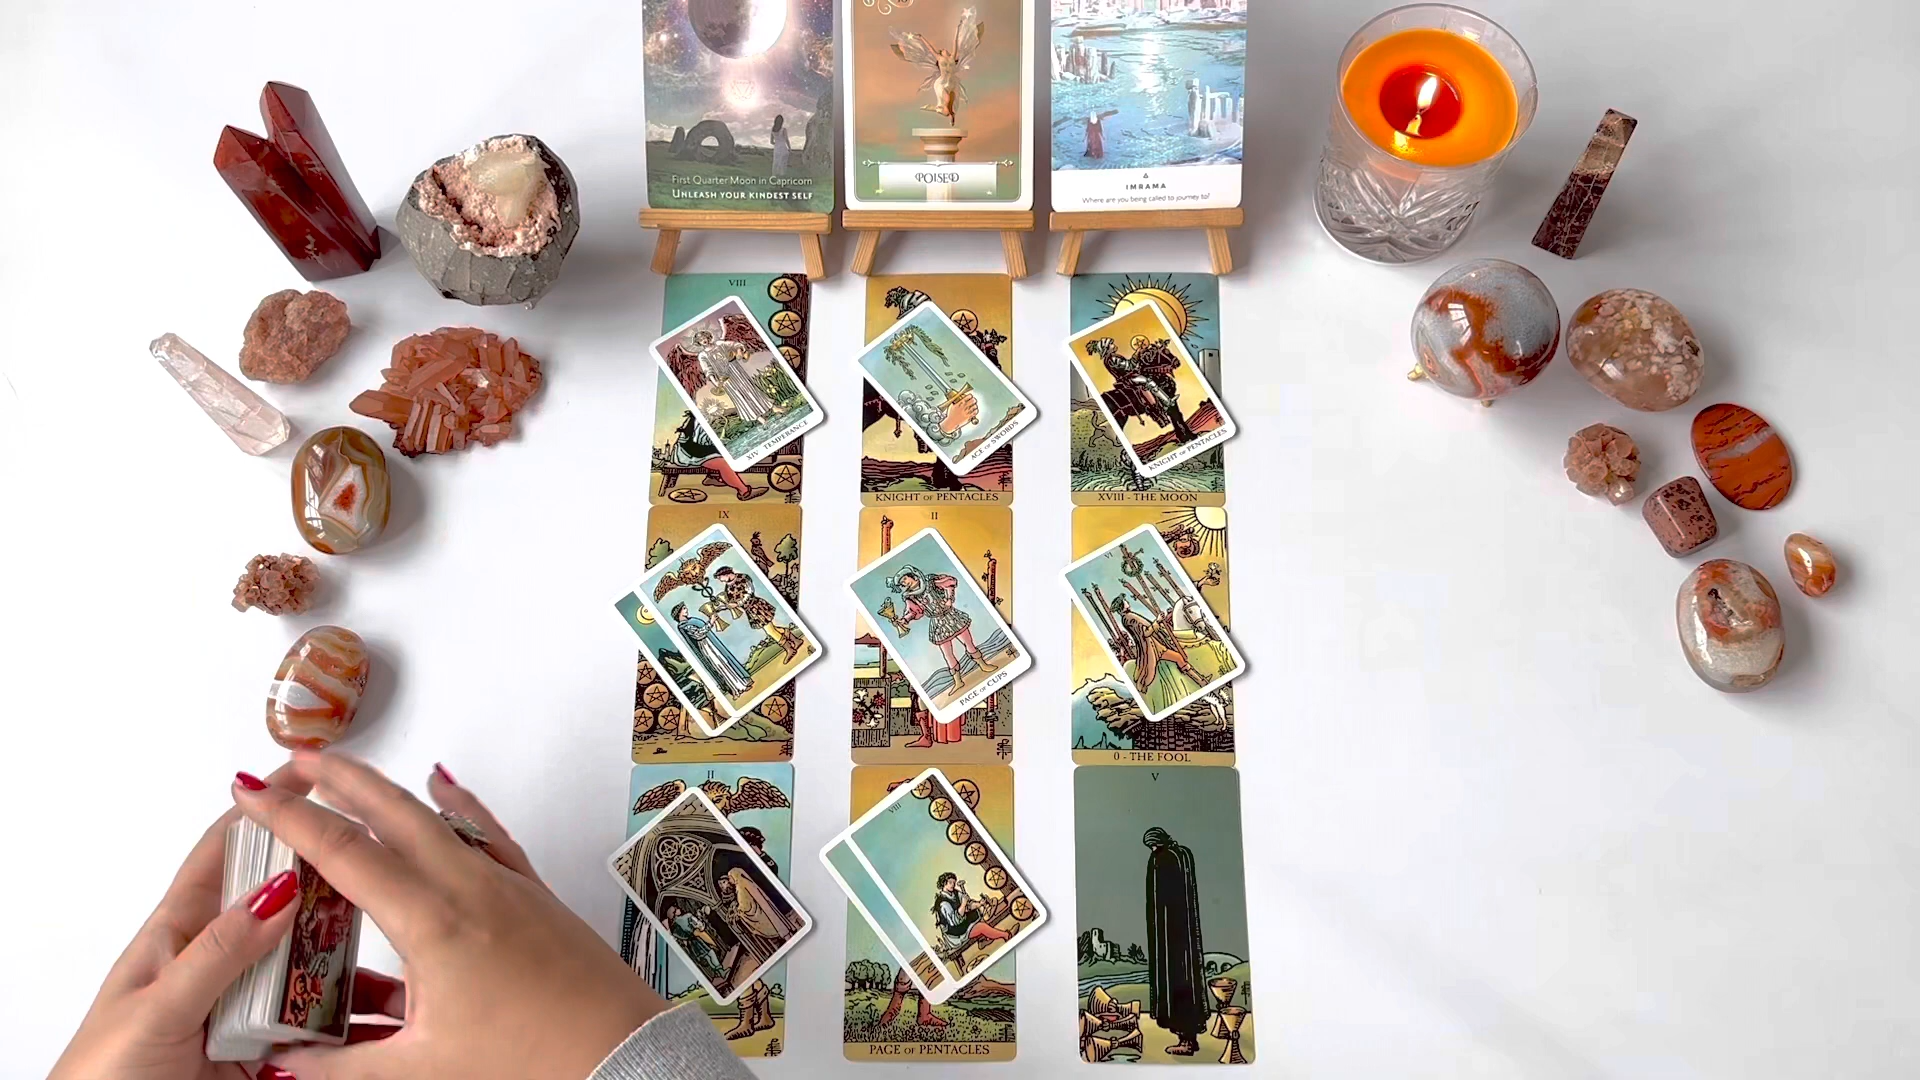 First Quarter Moon in Capricorn
UNLEASH YOUR KINDEST SELF
POISED
IMRAMA
Where are you being called to journey to?
VIII
XIV TEMPERANCE
ACE OF SWORDS
KNIGHT OF PENTACLES
KNIGHT OF PENTACLES
XVIII - THE MOON
IX
II
VI
PAGE OF CUPS
0 - THE FOOL
II
VIII
V
PAGE OF PENTACLES